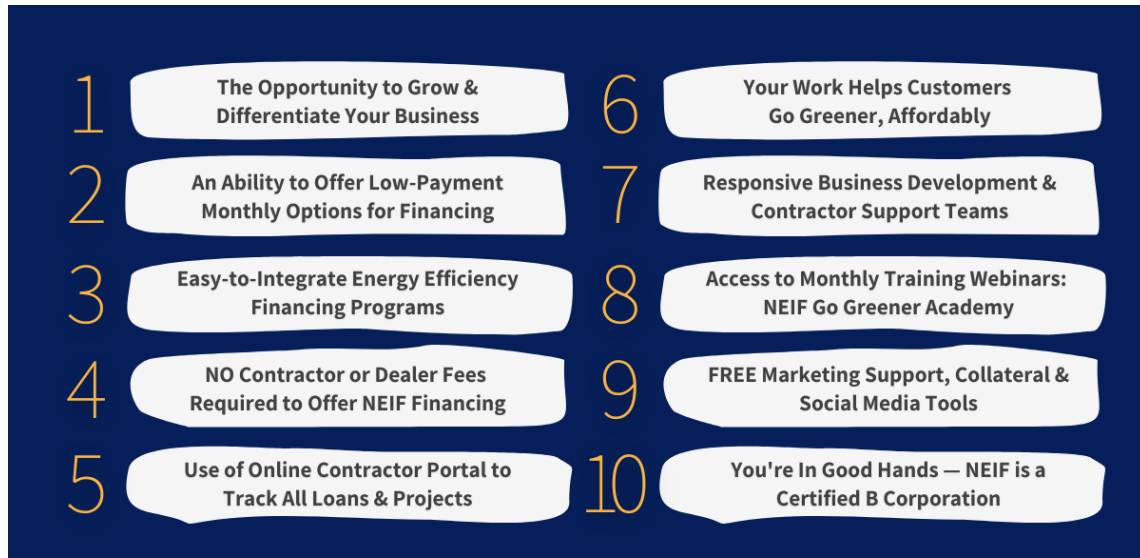 1
The Opportunity to Grow &
Differentiate Your Business
2
An Ability to Offer Low-Payment
Monthly Options for Financing
3
Easy-to-Integrate Energy Efficiency
Financing Programs
4
NO Contractor or Dealer Fees
Required to Offer NEIF Financing
5
Use of Online Contractor Portal to
Track All Loans & Projects
6
Your Work Helps Customers
Go Greener, Affordably
7
Responsive Business Development &
Contractor Support Teams
8
Access to Monthly Training Webinars:
NEIF Go Greener Academy
9
FREE Marketing Support, Collateral &
Social Media Tools
10
You're In Good Hands — NEIF is a
Certified B Corporation